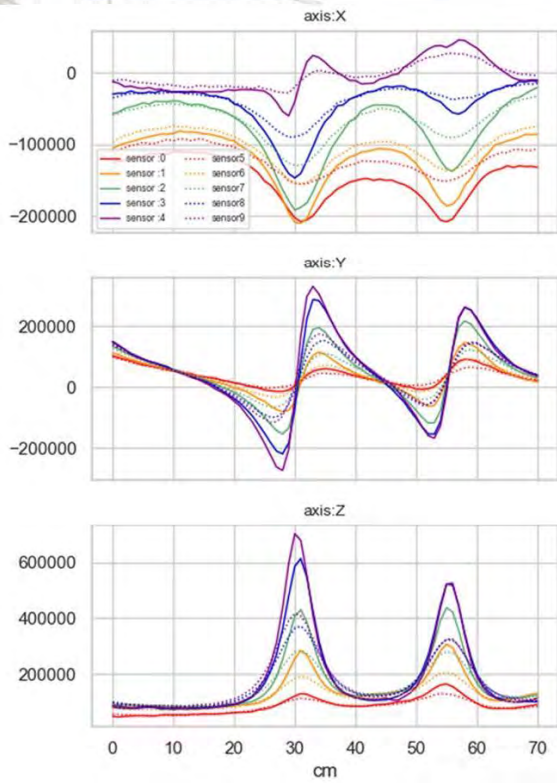 axis:X
0
−100000
−200000
sensor :0 sensor5
sensor :1 sensor6
sensor :2 sensor7
sensor :3 sensor8
sensor :4 sensor9
axis:Y
200000
0
−200000
axis:Z
600000
400000
200000
0 10 20 30 40 50 60 70
cm